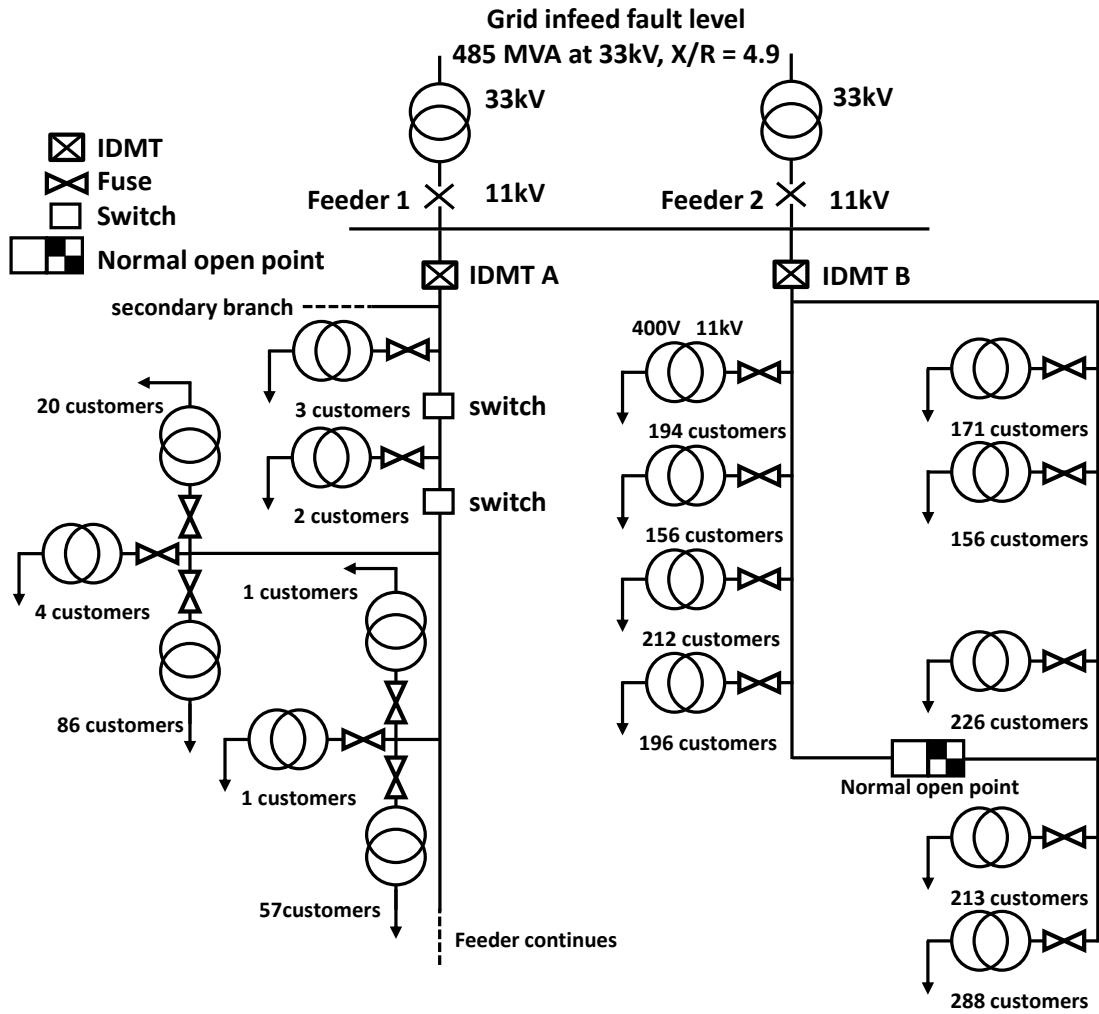 Grid infeed fault level
485 MVA at 33kV, X/R = 4.9
33kV
33kV
IDMT
Fuse
Switch
Normal open point
Feeder 1
11kV
Feeder 2
11kV
IDMT A
IDMT B
secondary branch
400V 11kV
20 customers
3 customers
switch
194 customers
171 customers
2 customers
switch
156 customers
156 customers
4 customers
1 customers
212 customers
86 customers
196 customers
226 customers
1 customers
Normal open point
57customers
213 customers
Feeder continues
288 customers